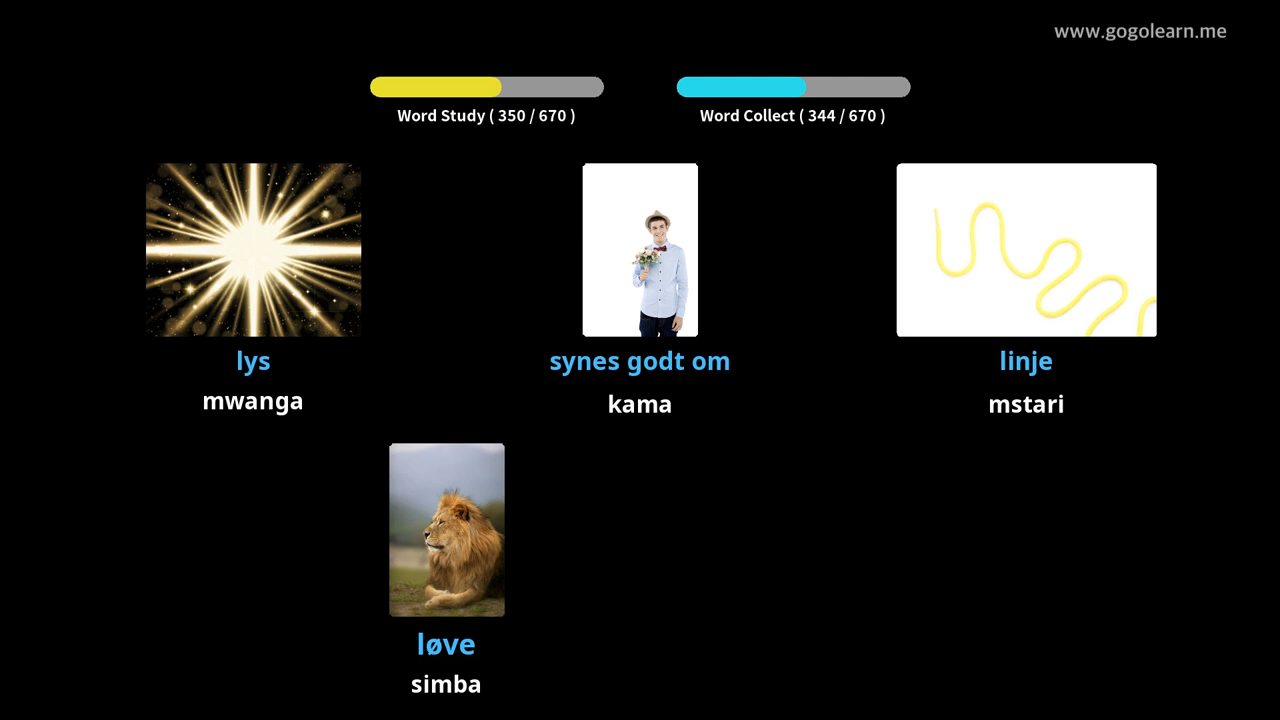 www.gogolearn.me
Word Study ( 350 / 670 )
Word Collect ( 344 / 670 )
lys
mwanga
synes godt om
kama
linje
mstari
løve
simba